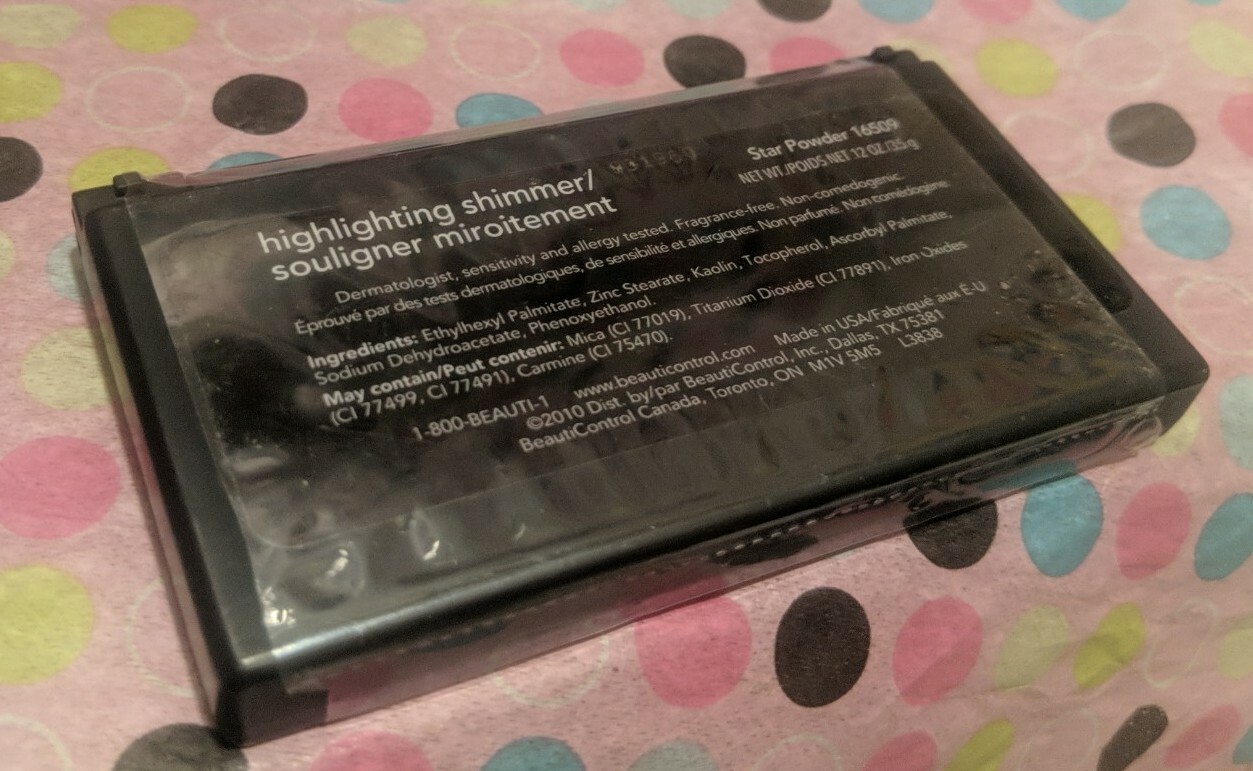 highlighting shimmer/
souligner miroitement
Star Powder 16509
NET WT./POIDS NET 12 OZ./35 g
Dermatologist, sensitivity and allergy tested. Fragrance-free. Non-comedogenic.
Éprouvé par des tests dermatologiques, de sensibilité et allergiques. Non parfumé. Non comédogène.
Ingredients: Ethylhexyl Palmitate, Zinc Stearate, Kaolin, Tocopherol, Ascorbyl Palmitate,
Sodium Dehydroacetate, Phenoxyethanol.
May contain/Peut contenir: Mica (CI 77019), Titanium Dioxide (CI 77891), Iron Oxides
(CI 77499, CI 77491), Carmine (CI 75470).
1-800-BEAUTI-1 www.beauticontrol.com Made in USA/Fabriqué aux É-U
©2010 Dist. by/par BeautiControl, Inc., Dallas, TX 75381
BeautiControl Canada, Toronto, ON M1V 5M5 L3838